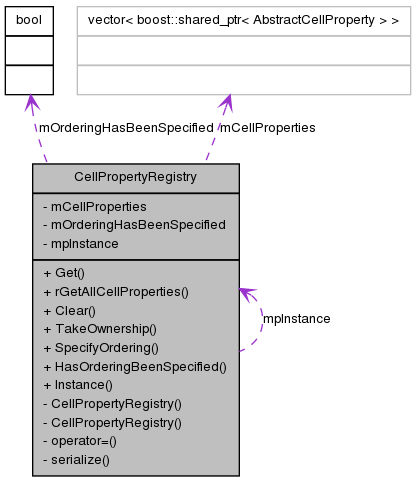 bool
vector< boost::shared_ptr< AbstractCellProperty > >
mOrderingHasBeenSpecified
mCellProperties
CellPropertyRegistry
- mCellProperties
- mOrderingHasBeenSpecified
- mpInstance
+ Get()
+ rGetAllCellProperties()
+ Clear()
+ TakeOwnership()
+ SpecifyOrdering()
+ HasOrderingBeenSpecified()
+ Instance()
- CellPropertyRegistry()
- CellPropertyRegistry()
- operator=()
- serialize()
mpInstance